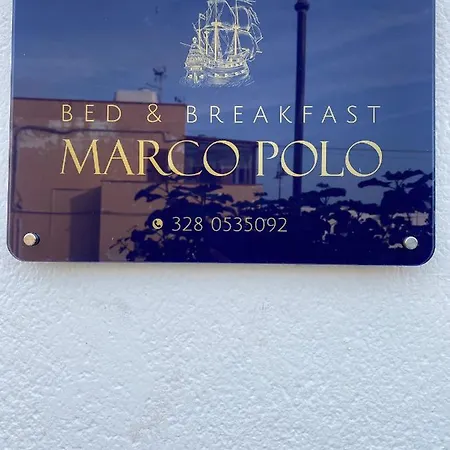 BED & BREAKFAST
MARCO POLO
328 0535092